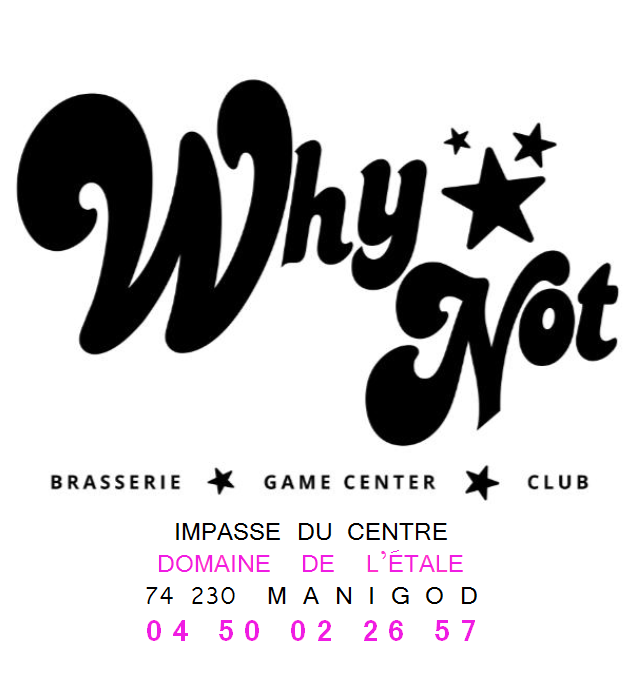 Why
Not
BRASSERIE ★ GAME CENTER ★ CLUB
IMPASSE DU CENTRE
DOMAINE DE L'ÉTALE
74 230 MANIGOD
04 50 02 26 57